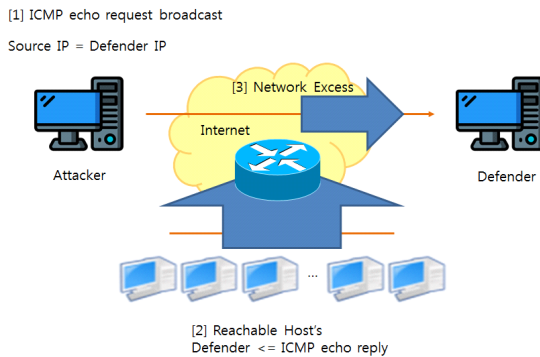 [1] ICMP echo request broadcast
Source IP = Defender IP
[3] Network Excess
Internet
Attacker
Defender
...
[2] Reachable Host's
Defender <= ICMP echo reply